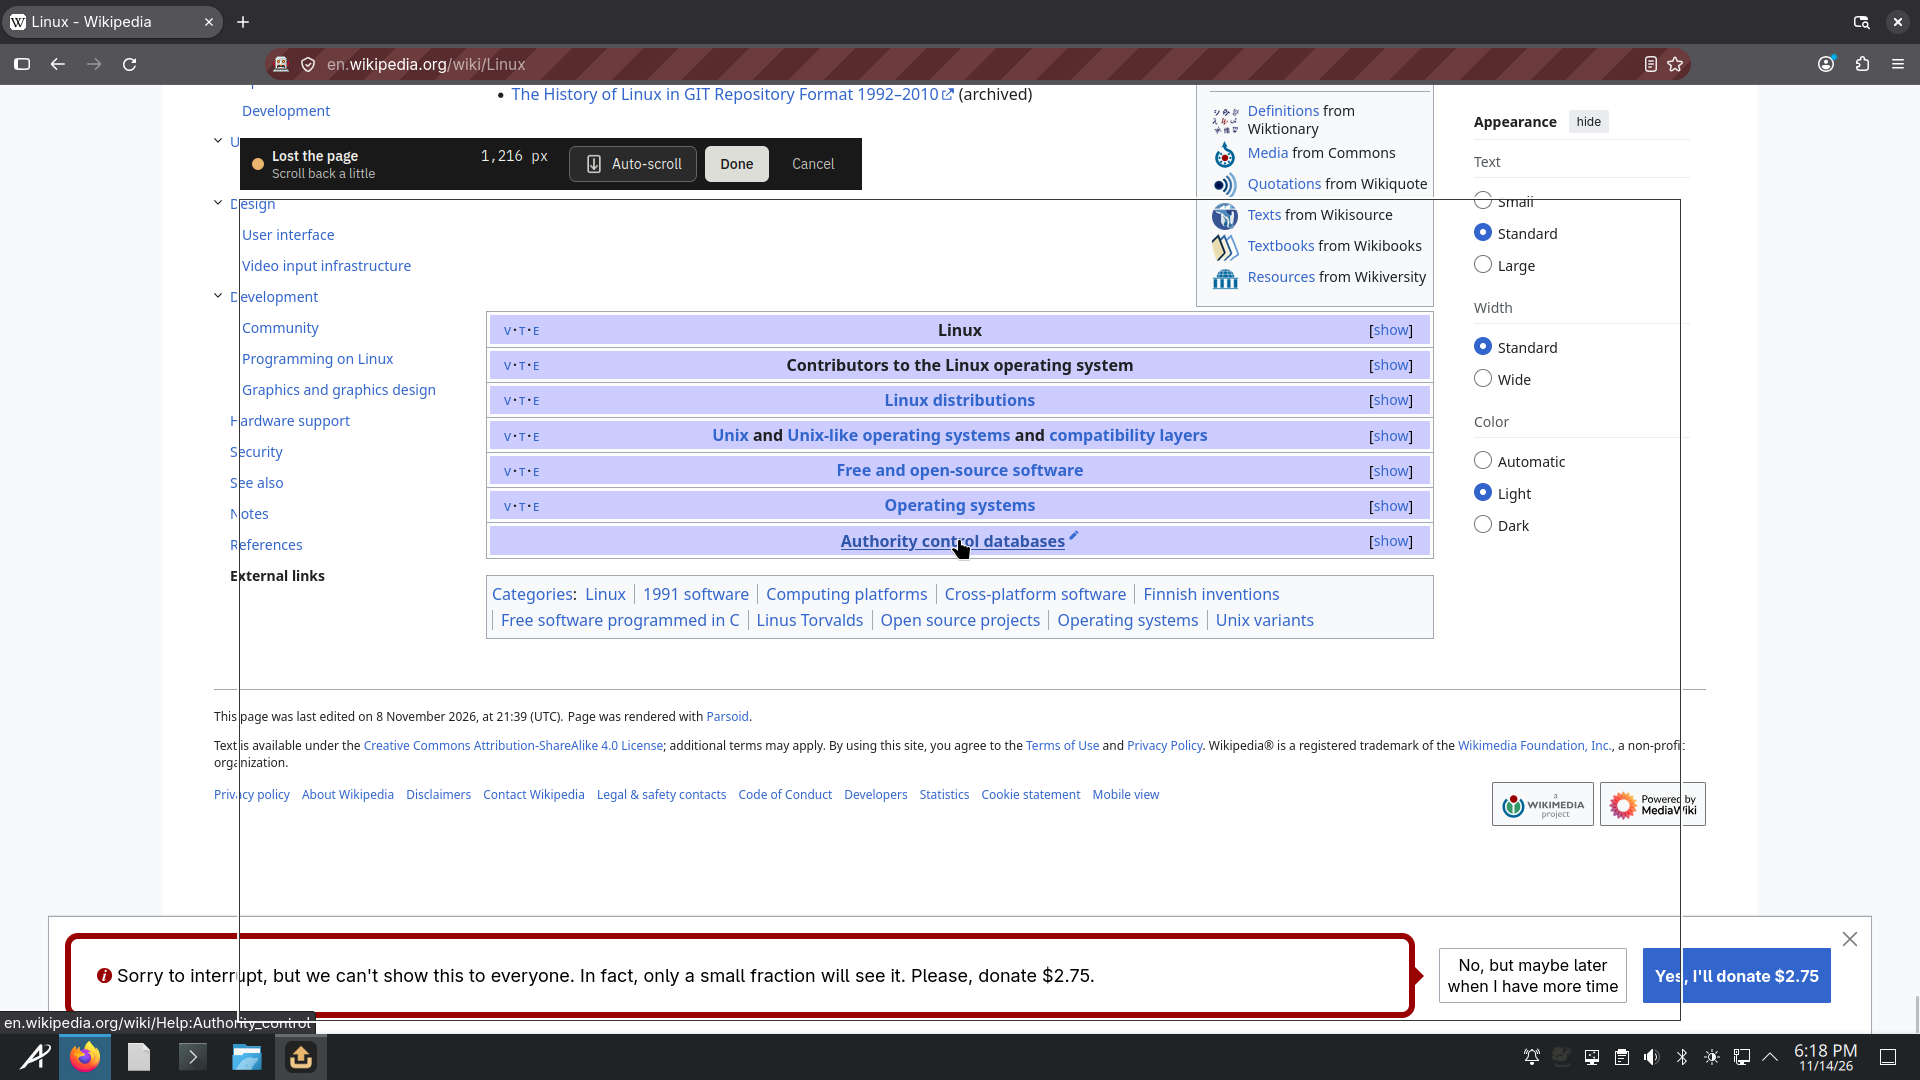 Linux - Wikipedia
en.wikipedia.org/wiki/Linux
The History of Linux in GIT Repository Format 1992–2010 (archived)
Development
U
Lost the page
Scroll back a little
1,216 px
Auto-scroll
Done
Cancel
Design
User interface
Video input infrastructure
Development
Community
Programming on Linux
Graphics and graphics design
Hardware support
Security
See also
Notes
References
External links
Definitions from
Wiktionary
Media from Commons
Quotations from Wikiquote
Texts from Wikisource
Textbooks from Wikibooks
Resources from Wikiversity
V•T•E Linux [show]
V•T•E Contributors to the Linux operating system [show]
V•T•E Linux distributions [show]
V•T•E Unix and Unix-like operating systems and compatibility layers [show]
V•T•E Free and open-source software [show]
V•T•E Operating systems [show]
Authority control databases [show]
Categories: Linux | 1991 software | Computing platforms | Cross-platform software | Finnish inventions
| Free software programmed in C | Linus Torvalds | Open source projects | Operating systems | Unix variants
Appearance hide
Text
Small
Standard
Large
Width
Standard
Wide
Color
Automatic
Light
Dark
This page was last edited on 8 November 2026, at 21:39 (UTC). Page was rendered with Parsoid.
Text is available under the Creative Commons Attribution-ShareAlike 4.0 License; additional terms may apply. By using this site, you agree to the Terms of Use and Privacy Policy. Wikipedia® is a registered trademark of the Wikimedia Foundation, Inc., a non-profit
organization.
Privacy policy About Wikipedia Disclaimers Contact Wikipedia Legal & safety contacts Code of Conduct Developers Statistics Cookie statement Mobile view
a
WIKIMEDIA
project
Powered by
MediaWiki
Sorry to interrupt, but we can't show this to everyone. In fact, only a small fraction will see it. Please, donate $2.75.
No, but maybe later
when I have more time
Yes, I'll donate $2.75
en.wikipedia.org/wiki/Help:Authority_control
6:18 PM
11/14/26